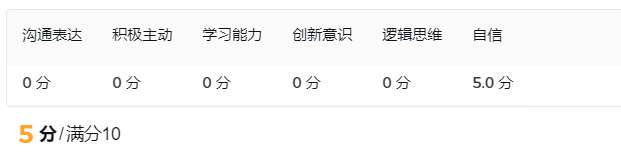 沟通表达 积极主动 学习能力 创新意识 逻辑思维 自信
0 分 0 分 0 分 0 分 0 分 5.0 分
5 分/满分10